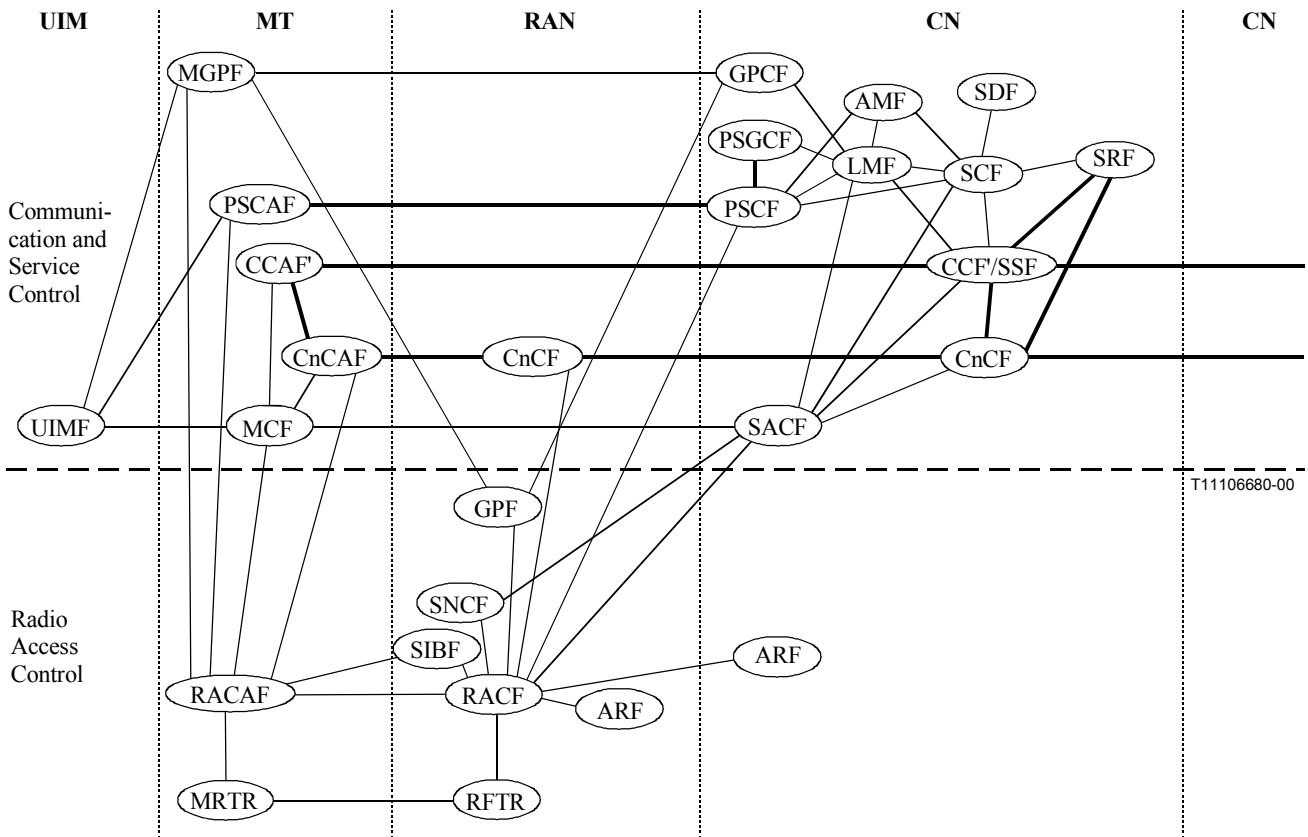 UIM
MT
RAN
CN
CN
MGPF
GPCF
AMF
SDF
PSGCF
LMF
SCF
SRF
PSCAF
PSCF
Communi-
cation and
Service
Control
CCAF'
CCF'/SSF
CnCAF
CnCF
CnCF
UIMF
MCF
SACF
T11106680-00
GPF
SNCF
Radio
Access
Control
SIBF
ARF
RACAF
RACF
ARF
MRTR
RFTR